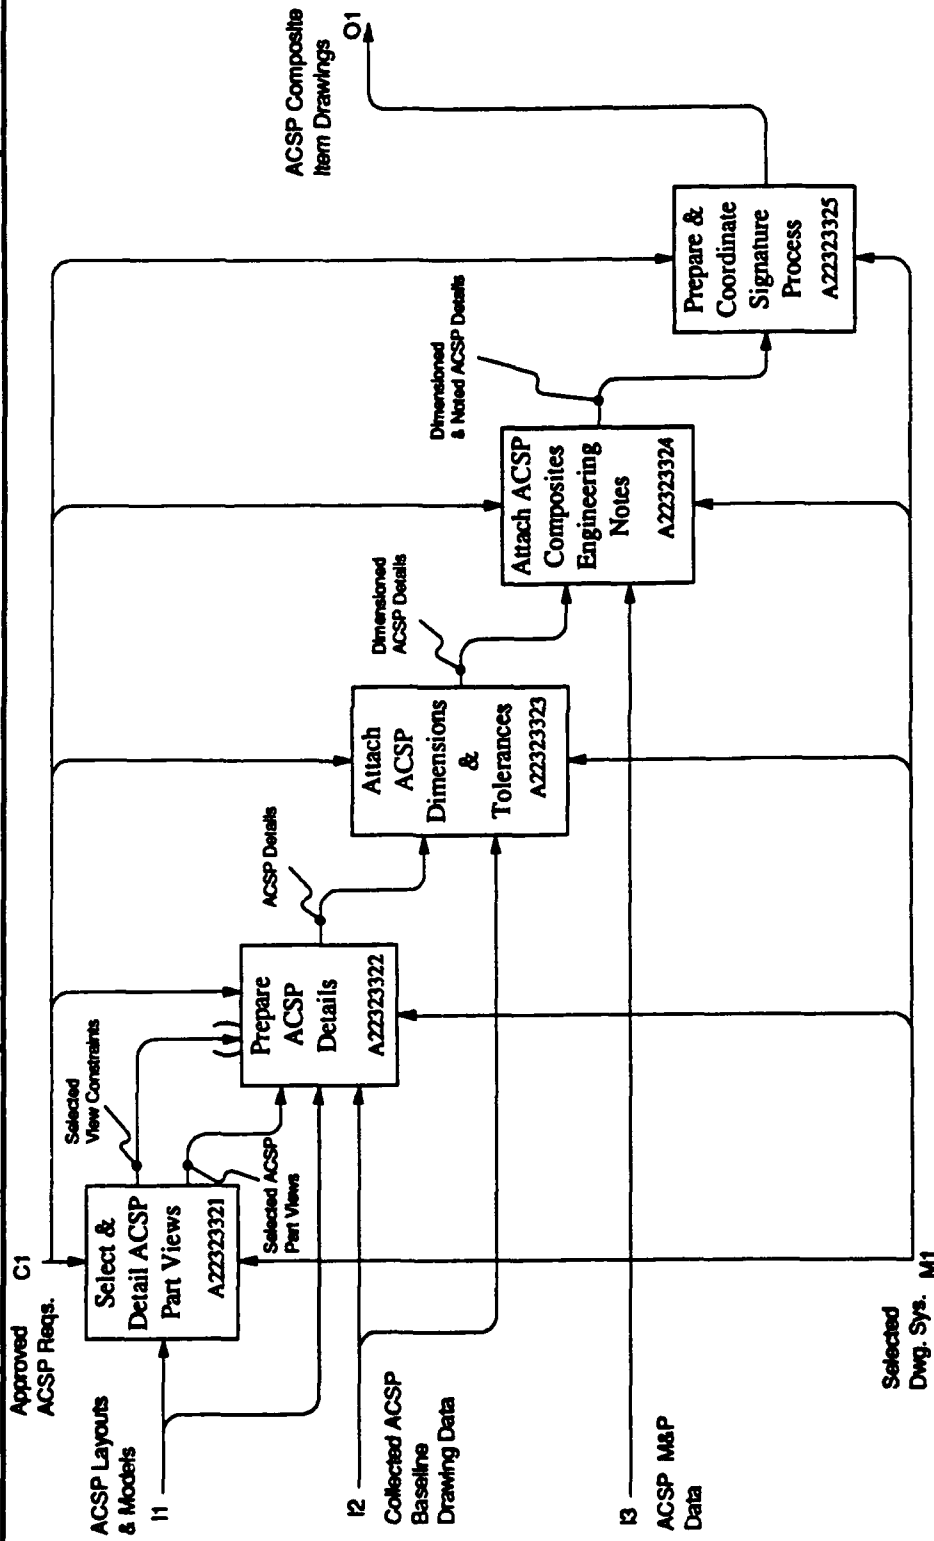 Approved
ACSP Reqs.
C1
ACSP Layouts
& Models
I1
I2
Collected ACSP
Baseline
Drawing Data
I3
ACSP M&P
Data
Selected
Dwg. Sys.
M1
Select &
Detail ACSP
Part Views
A22323321
Selected
View Constraints
Selected ACSP
Part Views
Prepare
ACSP
Details
A22323322
ACSP Details
Attach
ACSP
Dimensions
&
Tolerances
A22323323
Dimensioned
ACSP Details
Attach ACSP
Composites
Engineering
Notes
A22323324
Dimensioned
& Noted ACSP Details
Prepare &
Coordinate
Signature
Process
A22323325
ACSP Composite
Item Drawings
O1